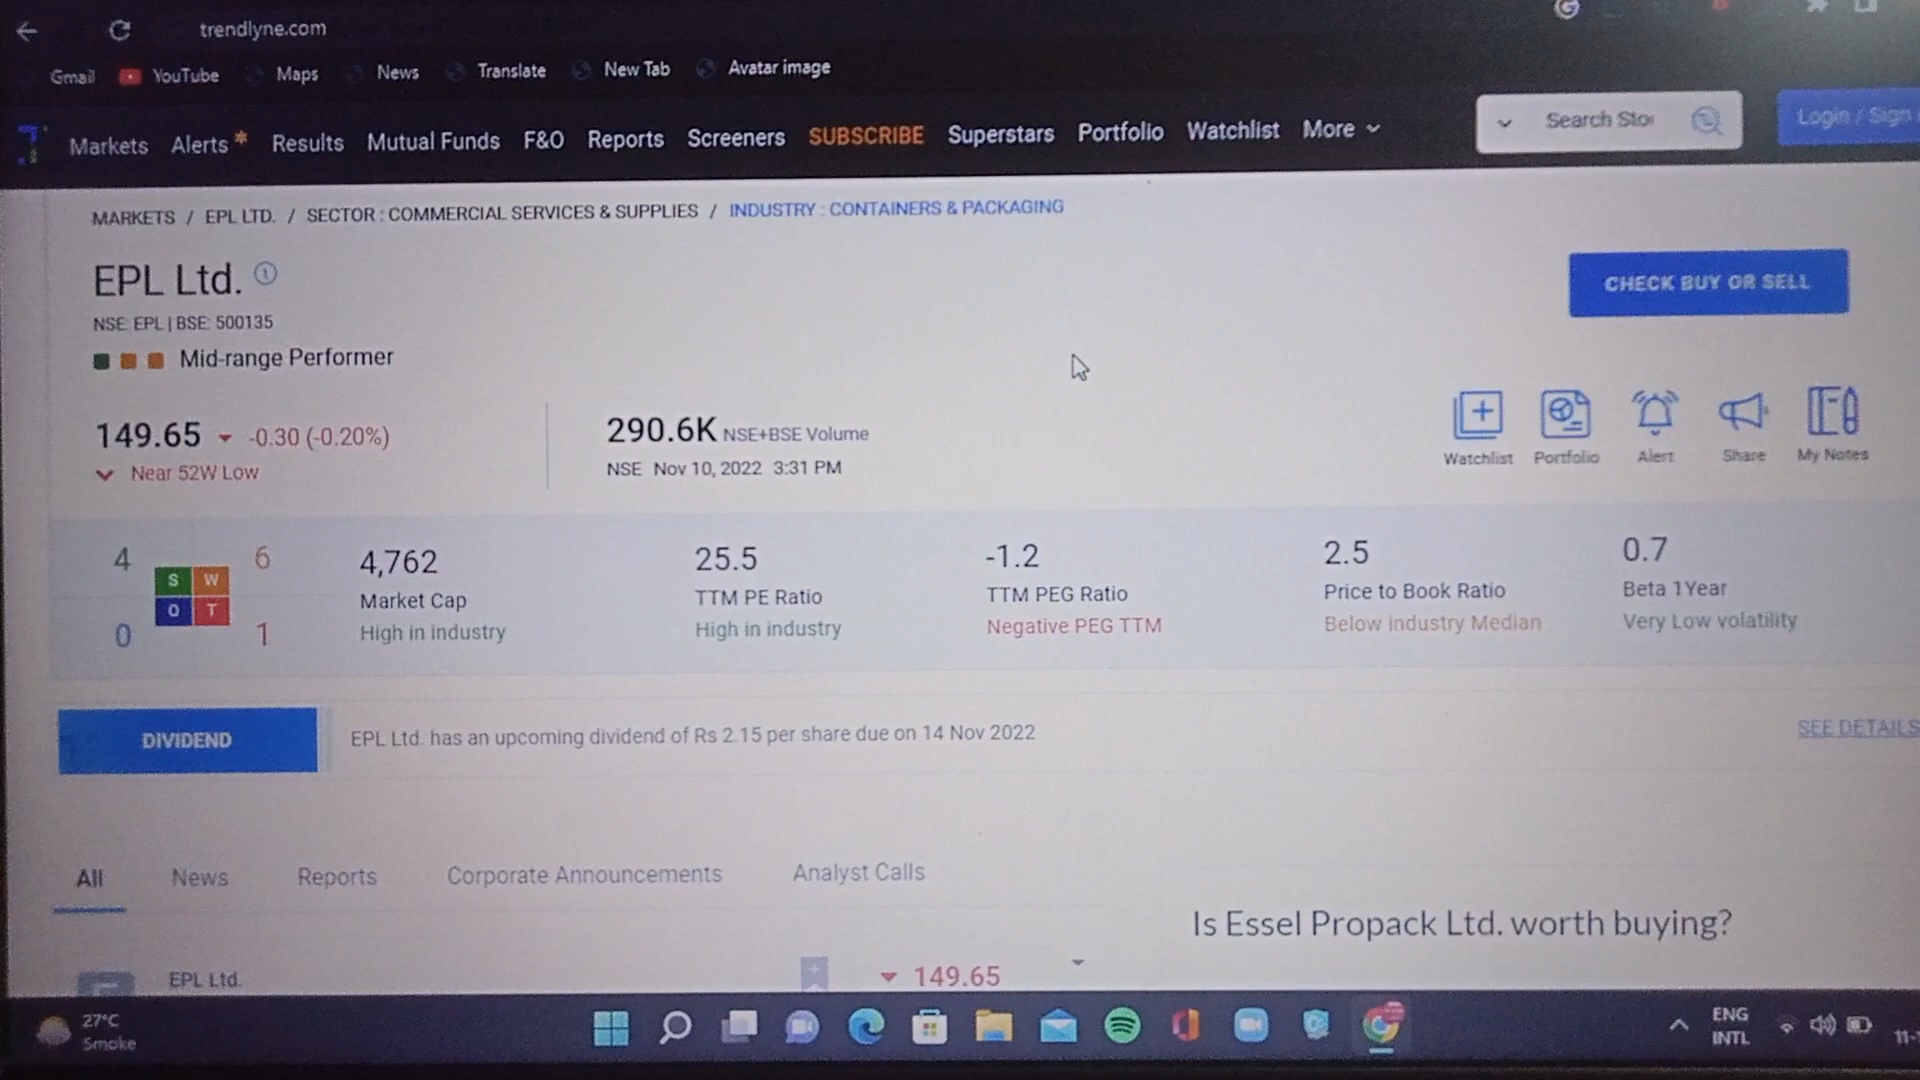 trendlyne.com
Gmail YouTube Maps News Translate New Tab Avatar image
Markets Alerts * Results Mutual Funds F&O Reports Screeners SUBSCRIBE Superstars Portfolio Watchlist More Search Sto Login / Sign
MARKETS / EPL LTD. / SECTOR : COMMERCIAL SERVICES & SUPPLIES / INDUSTRY : CONTAINERS & PACKAGING
EPL Ltd.
CHECK BUY OR SELL
NSE: EPL | BSE: 500135
Mid-range Performer
149.65 -0.30 (-0.20%)
Near 52W Low
290.6K NSE+BSE Volume
NSE Nov 10, 2022 3:31 PM
Watchlist Portfolio Alert Share My Notes
4 6
S W
O T
0 1
4,762
Market Cap
High in industry
25.5
TTM PE Ratio
High in industry
-1.2
TTM PEG Ratio
Negative PEG TTM
2.5
Price to Book Ratio
Below industry Median
0.7
Beta 1Year
Very Low volatility
DIVIDEND EPL Ltd. has an upcoming dividend of Rs 2.15 per share due on 14 Nov 2022 SEE DETAILS
All News Reports Corporate Announcements Analyst Calls
Is Essel Propack Ltd. worth buying?
EPL Ltd. 149.65
27°C
Smoke
ENG
INTL
11-